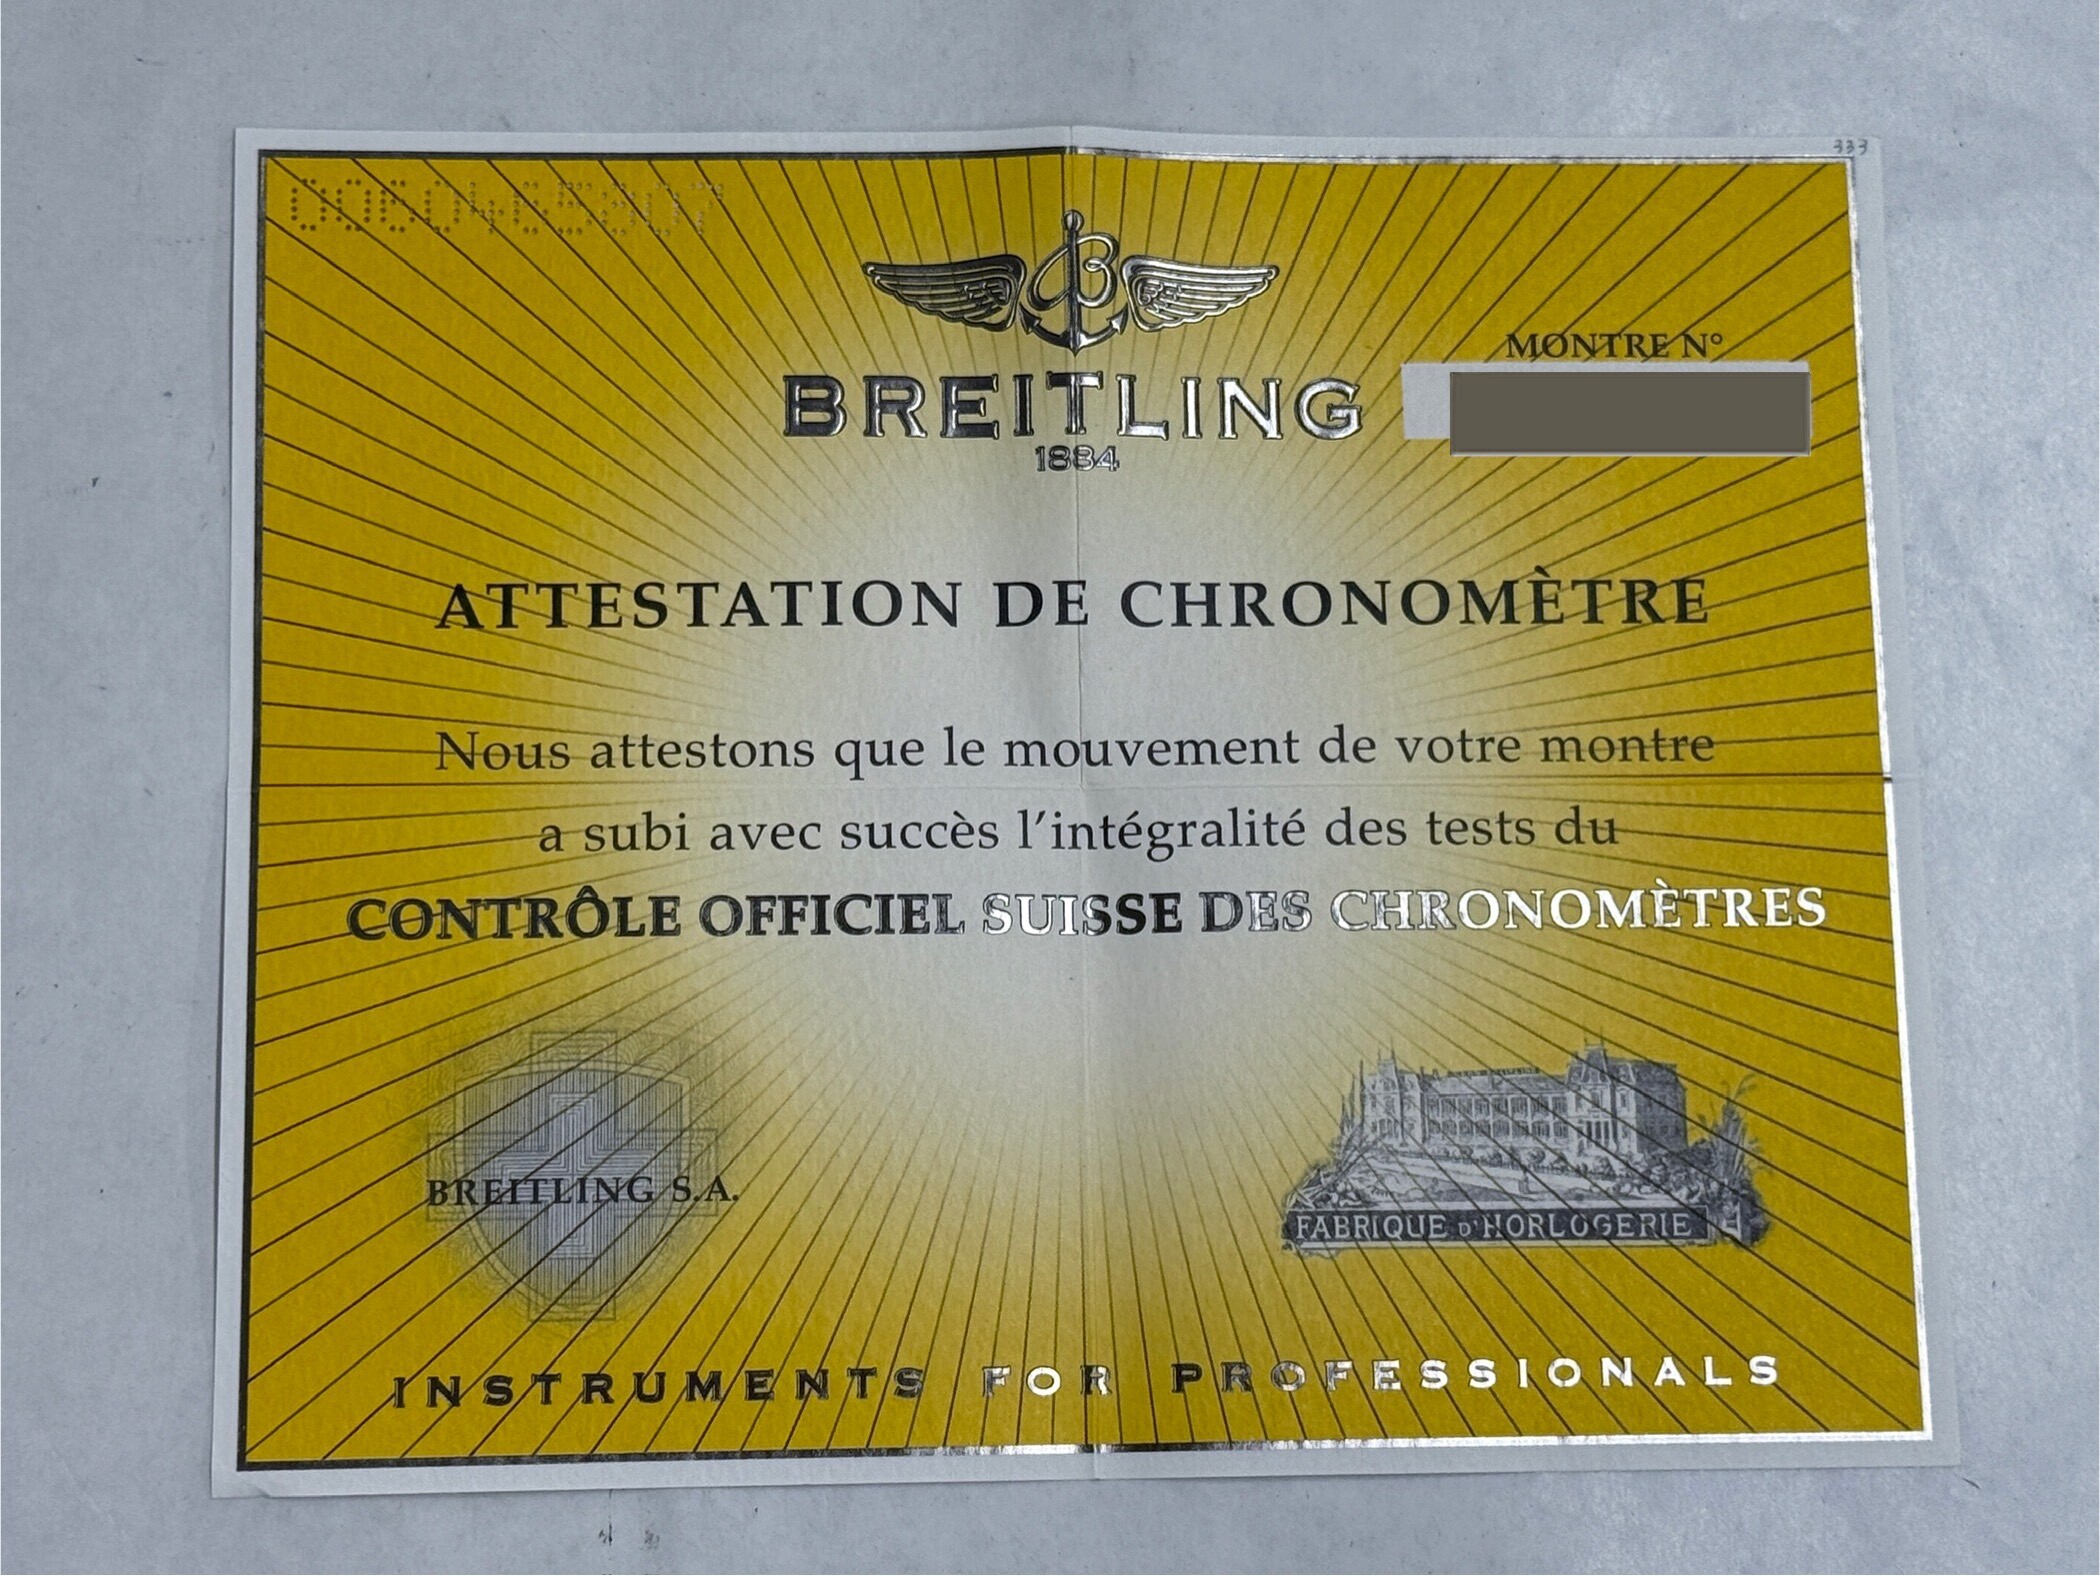 333
BREITLING
1884
MONTRE N°
ATTESTATION DE CHRONOMÈTRE
Nous attestons que le mouvement de votre montre
a subi avec succès l'intégralité des tests du
CONTRÔLE OFFICIEL SUISSE DES CHRONOMÈTRES
BREITLING S.A.
FABRIQUE D'HORLOGERIE
INSTRUMENTS FOR PROFESSIONALS